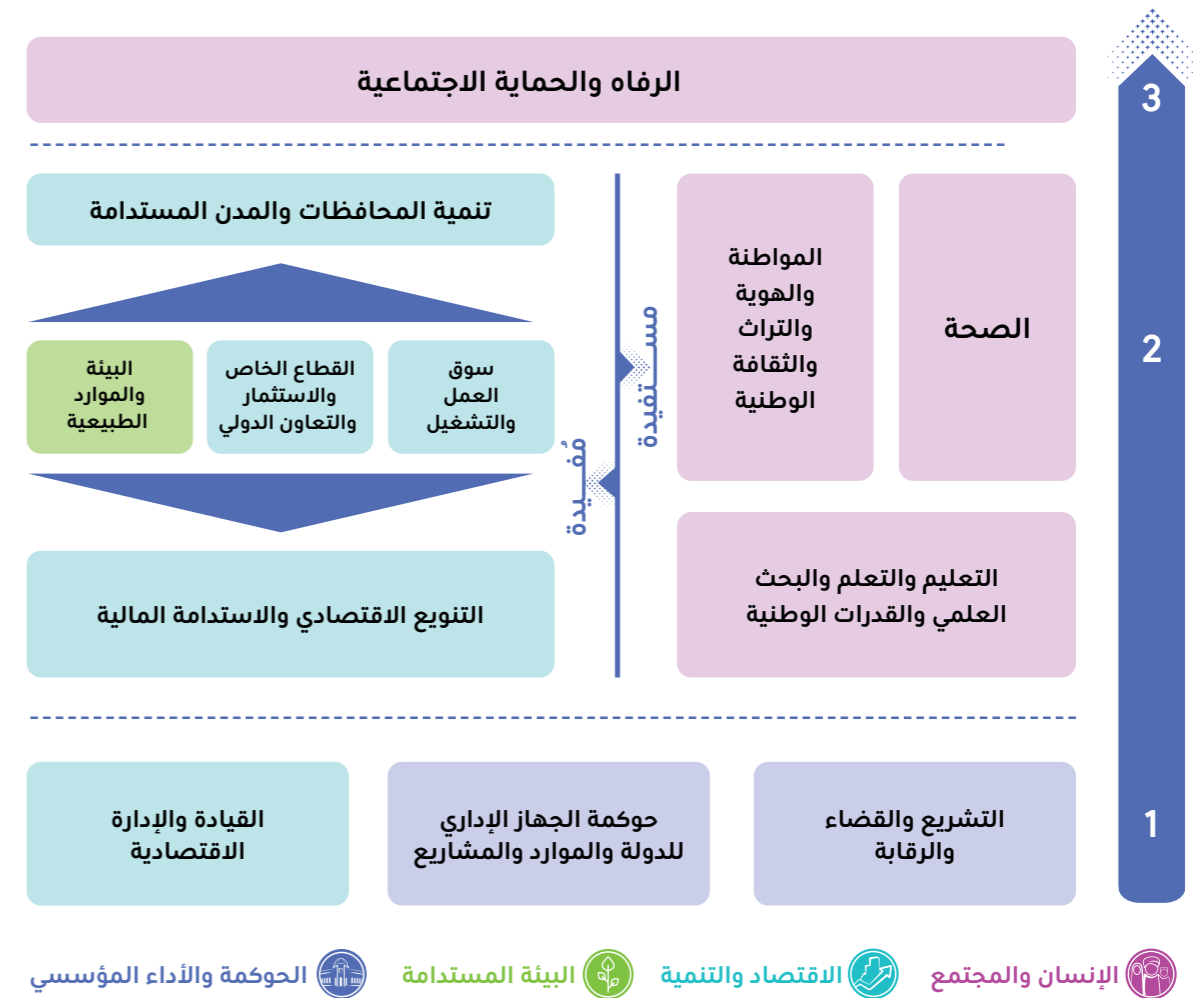 3
الرفاه والحماية الاجتماعية
2
الصحة
المواطنة
والهوية
والتراث
والثقافة
الوطنية
التعليم والتعلم والبحث
العلمي والقدرات الوطنية
مســتفيدة
مُفـــيدة
تنمية المحافظات والمدن المستدامة
سوق
العمل
والتشغيل
القطاع الخاص
والاستثمار
والتعاون الدولي
البيئة
والموارد
الطبيعية
التنويع الاقتصادي والاستدامة المالية
1
التشريع والقضاء
والرقابة
حوكمة الجهاز الإداري
للدولة والموارد والمشاريع
القيادة والإدارة
الاقتصادية
الإنسان والمجتمع
الاقتصاد والتنمية
البيئة المستدامة
الحوكمة والأداء المؤسسي